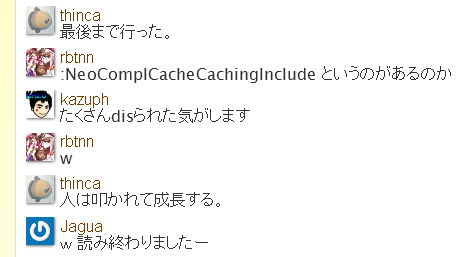 thinca
最後まで行った。
rbtnn
:NeoComplCacheCachingInclude というのがあるのか
kazuph
たくさんdisられた気がします
rbtnn
w
thinca
人は叩かれて成長する。
Jagua
w 読み終わりましたー